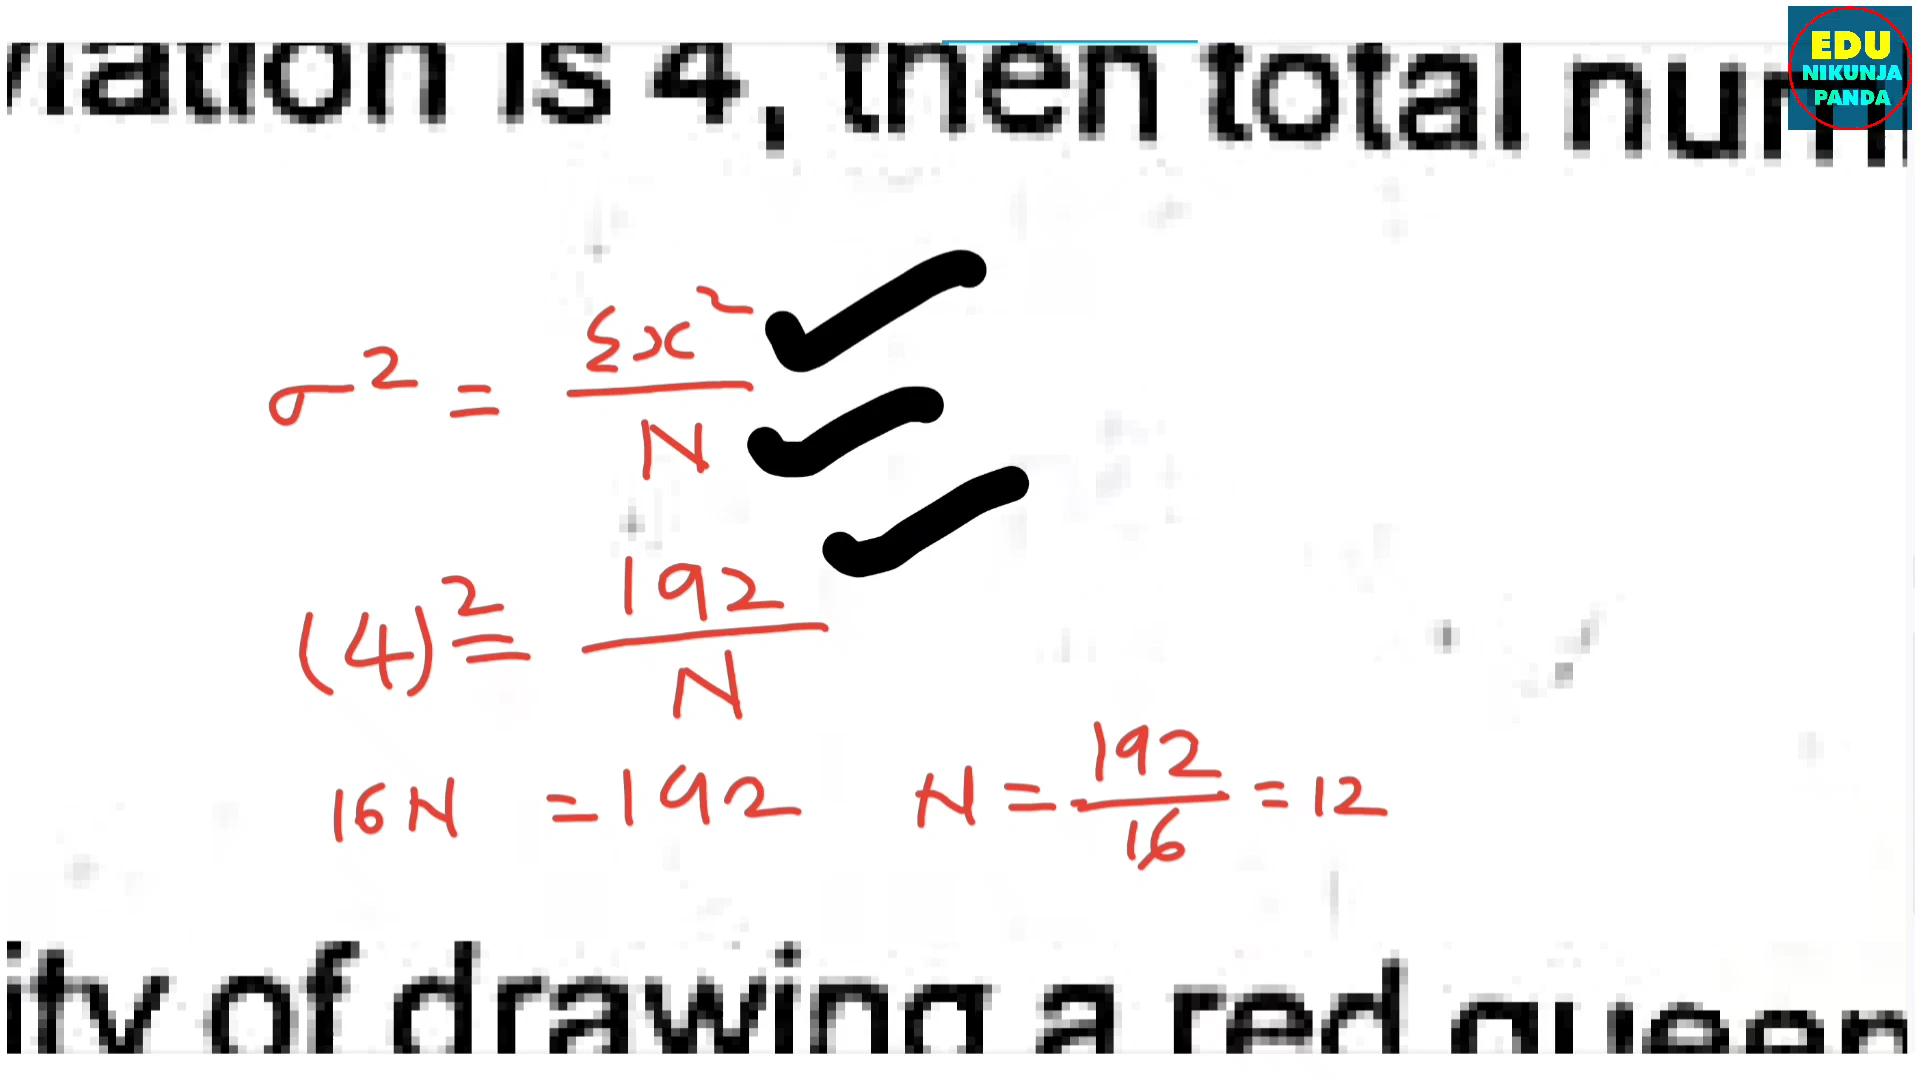 viation is 4, then total num
EDU
NIKUNJA
PANDA
σ² = Σx² / N
(4)² = 192 / N
16N = 192 N = 192 / 16 = 12
ity of drawing a red queen